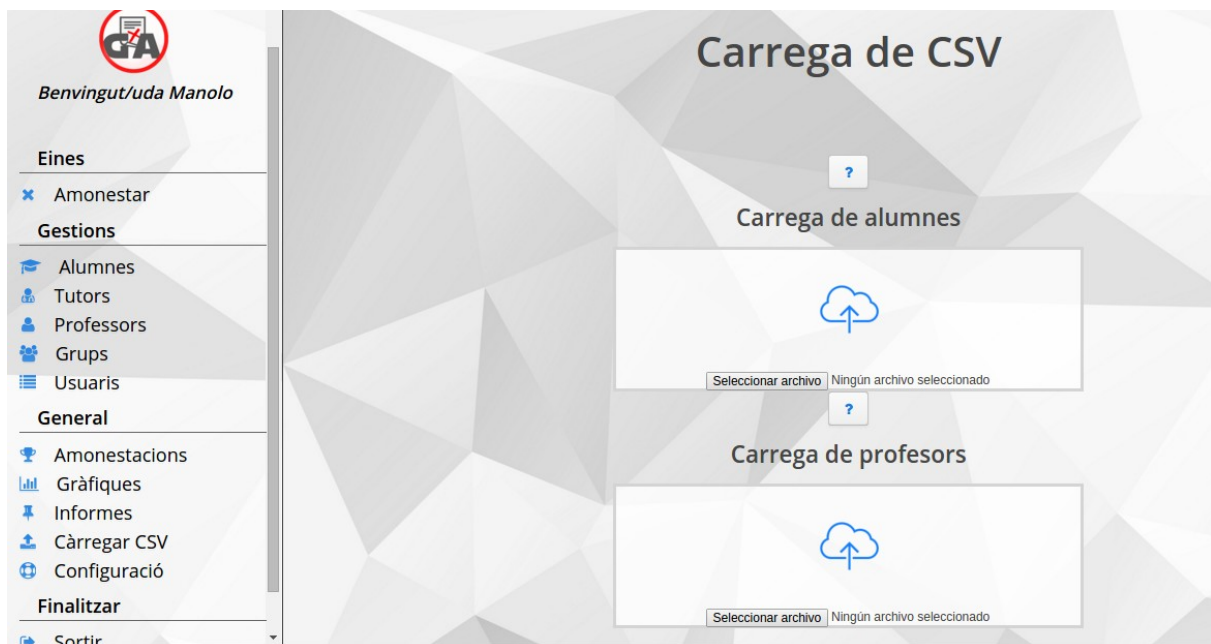 GA
Benvingut/uda Manolo
Eines
Amonestar
Gestions
Alumnes
Tutors
Professors
Grups
Usuaris
General
Amonestacions
Gràfiques
Informes
Càrregar CSV
Configuració
Finalitzar
Sortir
Carrega de CSV
?
Carrega de alumnes
Seleccionar archivo Ningún archivo seleccionado
?
Carrega de profesors
Seleccionar archivo Ningún archivo seleccionado